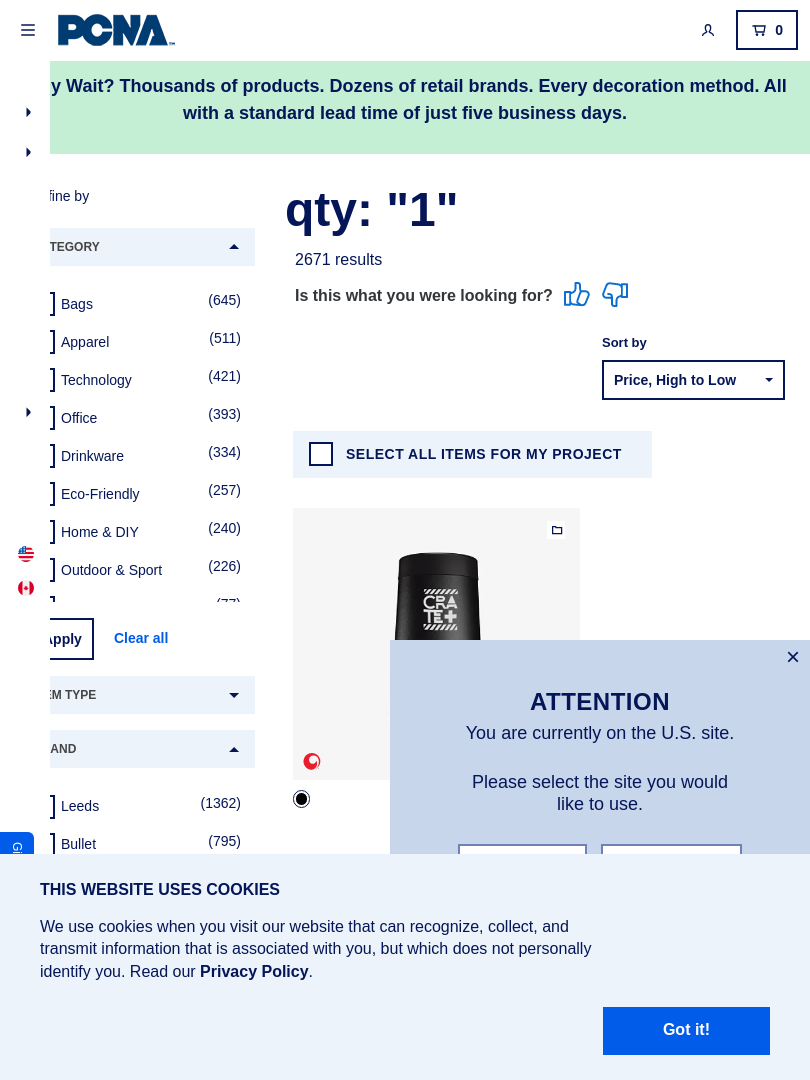 PCNA™
0
y Wait? Thousands of products. Dozens of retail brands. Every decoration method. All
with a standard lead time of just five business days.
fine by
TEGORY
Bags (645)
Apparel (511)
Technology (421)
Office (393)
Drinkware (334)
Eco-Friendly (257)
Home & DIY (240)
Outdoor & Sport (226)
Apply
Clear all
EM TYPE
AND
Leeds (1362)
Bullet (795)
qty: "1"
2671 results
Is this what you were looking for?
Sort by
Price, High to Low
SELECT ALL ITEMS FOR MY PROJECT
CRATE+
ATTENTION
You are currently on the U.S. site.
Please select the site you would
like to use.
THIS WEBSITE USES COOKIES
We use cookies when you visit our website that can recognize, collect, and
transmit information that is associated with you, but which does not personally
identify you. Read our Privacy Policy.
Got it!